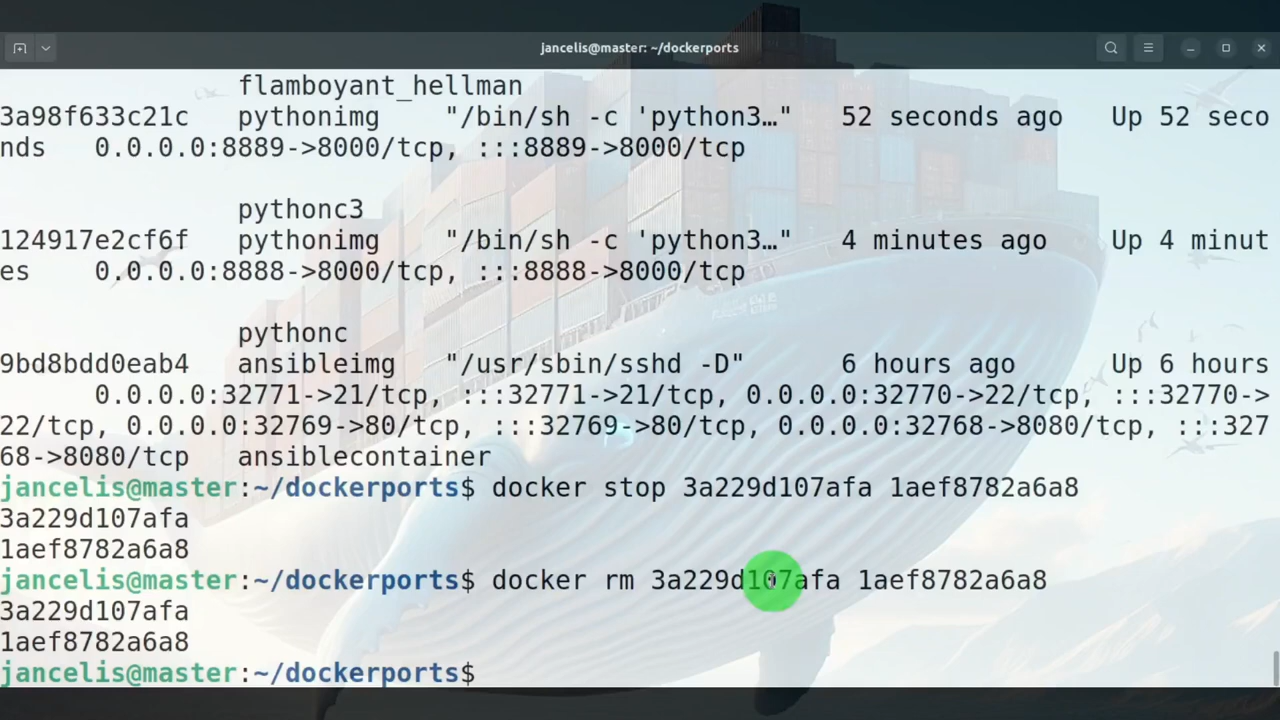 jancelis@master: ~/dockerports
flamboyant_hellman
3a98f633c21c   pythonimg    "/bin/sh -c 'python3…"   52 seconds ago   Up 52 seco
nds   0.0.0.0:8889->8000/tcp, :::8889->8000/tcp
pythonc3
124917e2cf6f   pythonimg    "/bin/sh -c 'python3…"   4 minutes ago    Up 4 minut
es    0.0.0.0:8888->8000/tcp, :::8888->8000/tcp
pythonc
9bd8bdd0eab4   ansibleimg   "/usr/sbin/sshd -D"      6 hours ago      Up 6 hours
0.0.0.0:32771->21/tcp, :::32771->21/tcp, 0.0.0.0:32770->22/tcp, :::32770->
22/tcp, 0.0.0.0:32769->80/tcp, :::32769->80/tcp, 0.0.0.0:32768->8080/tcp, :::327
68->8080/tcp   ansiblecontainer
jancelis@master:~/dockerports$ docker stop 3a229d107afa 1aef8782a6a8
3a229d107afa
1aef8782a6a8
jancelis@master:~/dockerports$ docker rm 3a229d107afa 1aef8782a6a8
3a229d107afa
1aef8782a6a8
jancelis@master:~/dockerports$